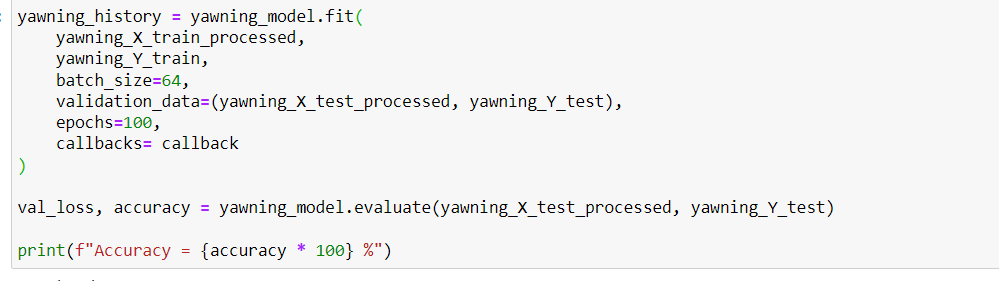 yawning_history = yawning_model.fit(
    yawning_X_train_processed,
    yawning_Y_train,
    batch_size=64,
    validation_data=(yawning_X_test_processed, yawning_Y_test),
    epochs=100,
    callbacks= callback
)
val_loss, accuracy = yawning_model.evaluate(yawning_X_test_processed, yawning_Y_test)
print(f"Accuracy = {accuracy * 100} %")